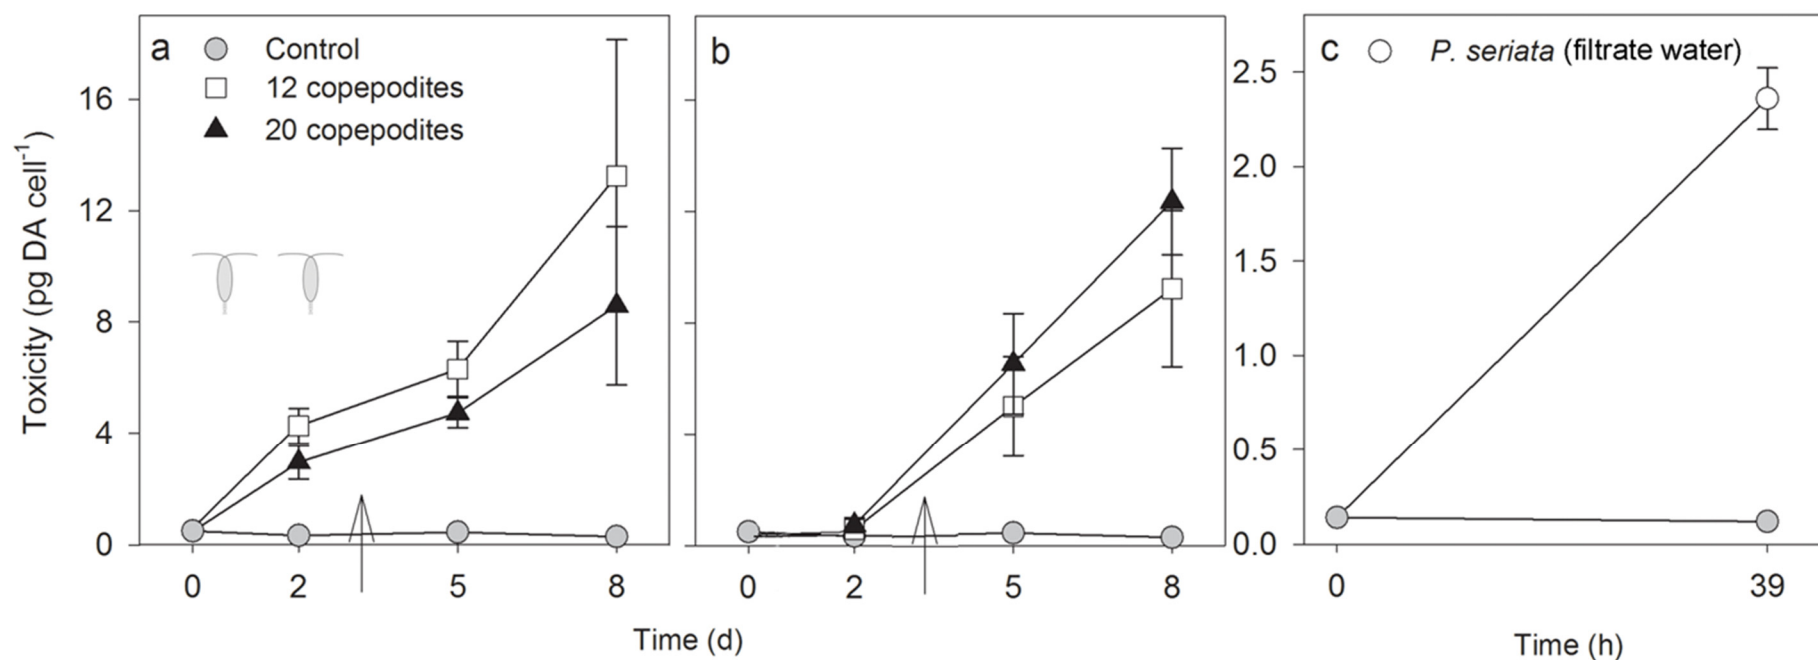 a
Control
12 copepodites
20 copepodites
b
c
P. seriata (filtrate water)
Toxicity (pg DA cell⁻¹)
16
12
8
4
0
2.5
2.0
1.5
1.0
0.5
0.0
0 2 5 8
0 2 5 8
0 39
Time (d)
Time (h)